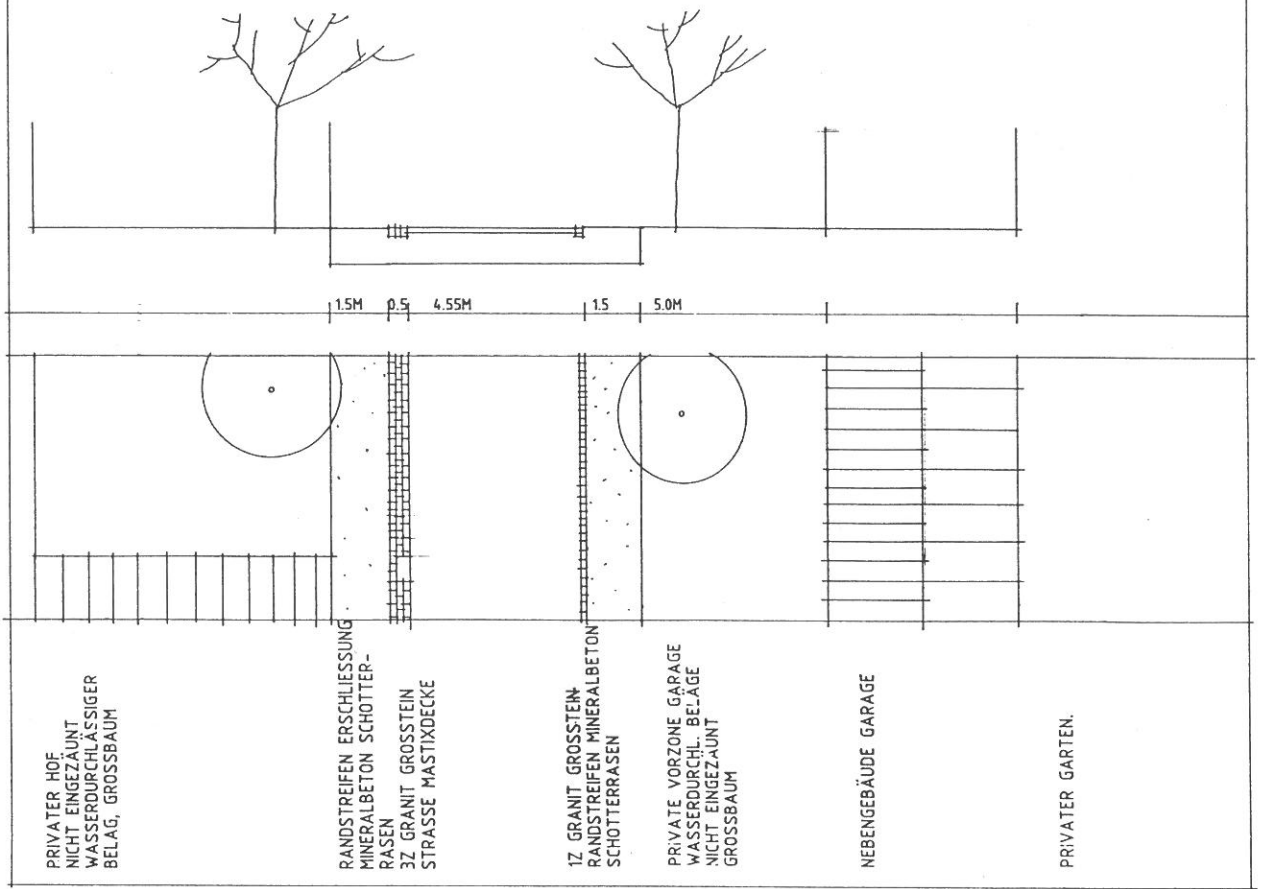 1.5M 0.5 4.55M 1.5 5.0M
PRIVATER HOF
NICHT EINGEZÄUNT
WASSERDURCHLÄSSIGER
BELAG, GROSSBAUM
RANDSTREIFEN ERSCHLIESSUNG
MINERALBETON SCHOTTER-
RASEN
3Z GRANIT GROSSTEIN
STRASSE MASTIXDECKE
1Z GRANIT GROSSTEIN
RANDSTREIFEN MINERALBETON
SCHOTTERRASEN
PRIVATE VORZONE GARAGE
WASSERDURCHL. BELÄGE
NICHT EINGEZÄUNT
GROSSBAUM
NEBENGEBÄUDE GARAGE
PRIVATER GARTEN.